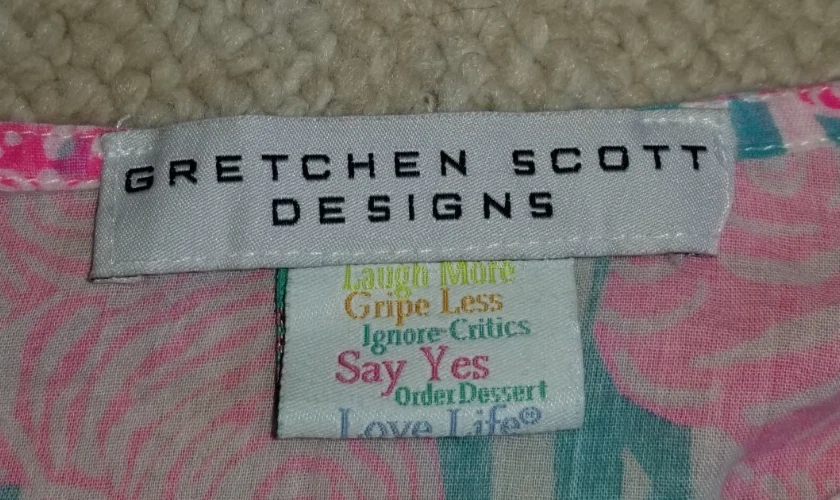 GRETCHEN SCOTT
DESIGNS
Laugh More
Gripe Less
Ignore Critics
Say Yes
Order Dessert
Love Life®